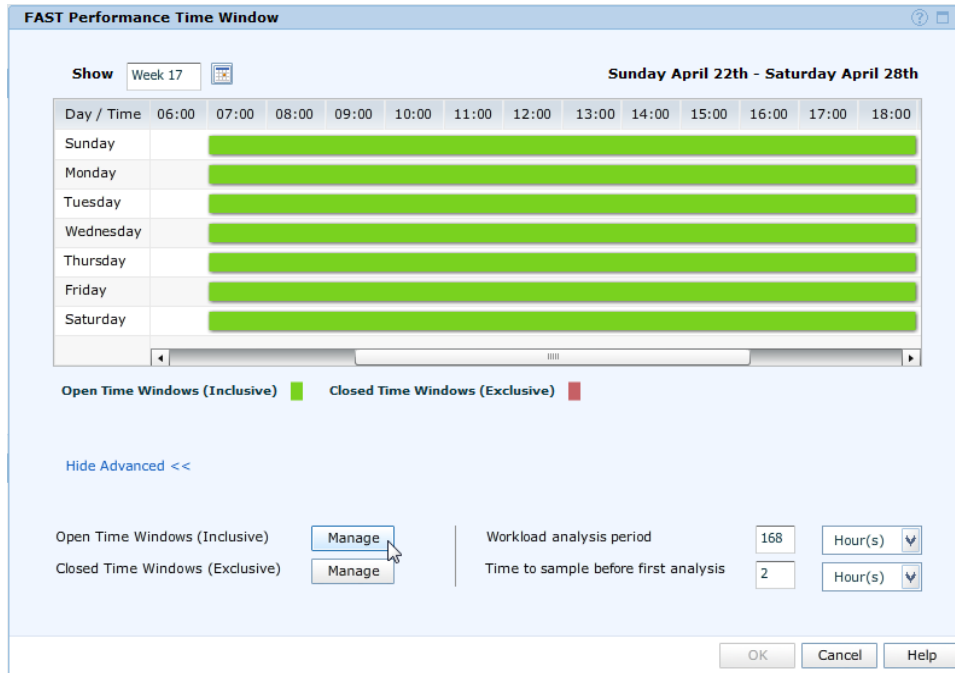 FAST Performance Time Window
Show Week 17 Sunday April 22th - Saturday April 28th
Day / Time 06:00 07:00 08:00 09:00 10:00 11:00 12:00 13:00 14:00 15:00 16:00 17:00 18:00
Sunday
Monday
Tuesday
Wednesday
Thursday
Friday
Saturday
Open Time Windows (Inclusive) Closed Time Windows (Exclusive)
Hide Advanced <<
Open Time Windows (Inclusive) Manage Workload analysis period 168 Hour(s)
Closed Time Windows (Exclusive) Manage Time to sample before first analysis 2 Hour(s)
OK Cancel Help